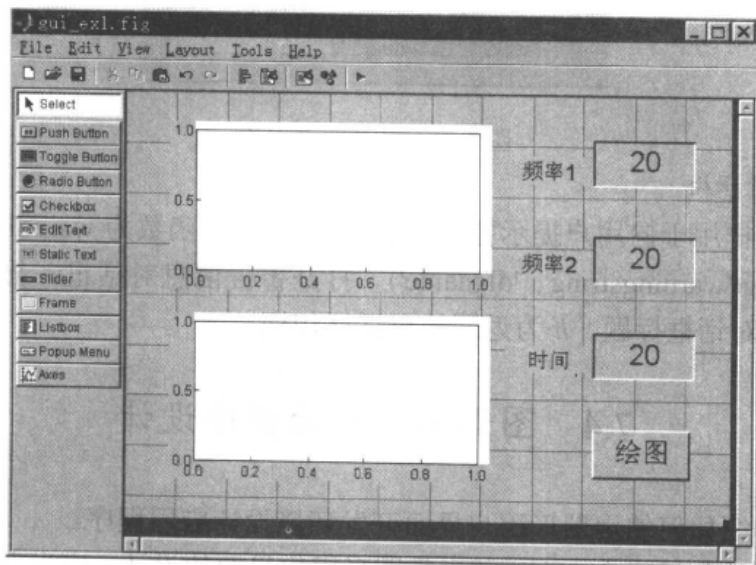 gui_ex1.fig
File Edit View Layout Tools Help
Select
Push Button
Toggle Button
Radio Button
Checkbox
Edit Text
Static Text
Slider
Frame
Listbox
Popup Menu
Axes
1.0
0.5
0.0
0.0 0.2 0.4 0.6 0.8 1.0
1.0
0.5
0.0
0.0 0.2 0.4 0.6 0.8 1.0
频率1 20
频率2 20
时间 20
绘图